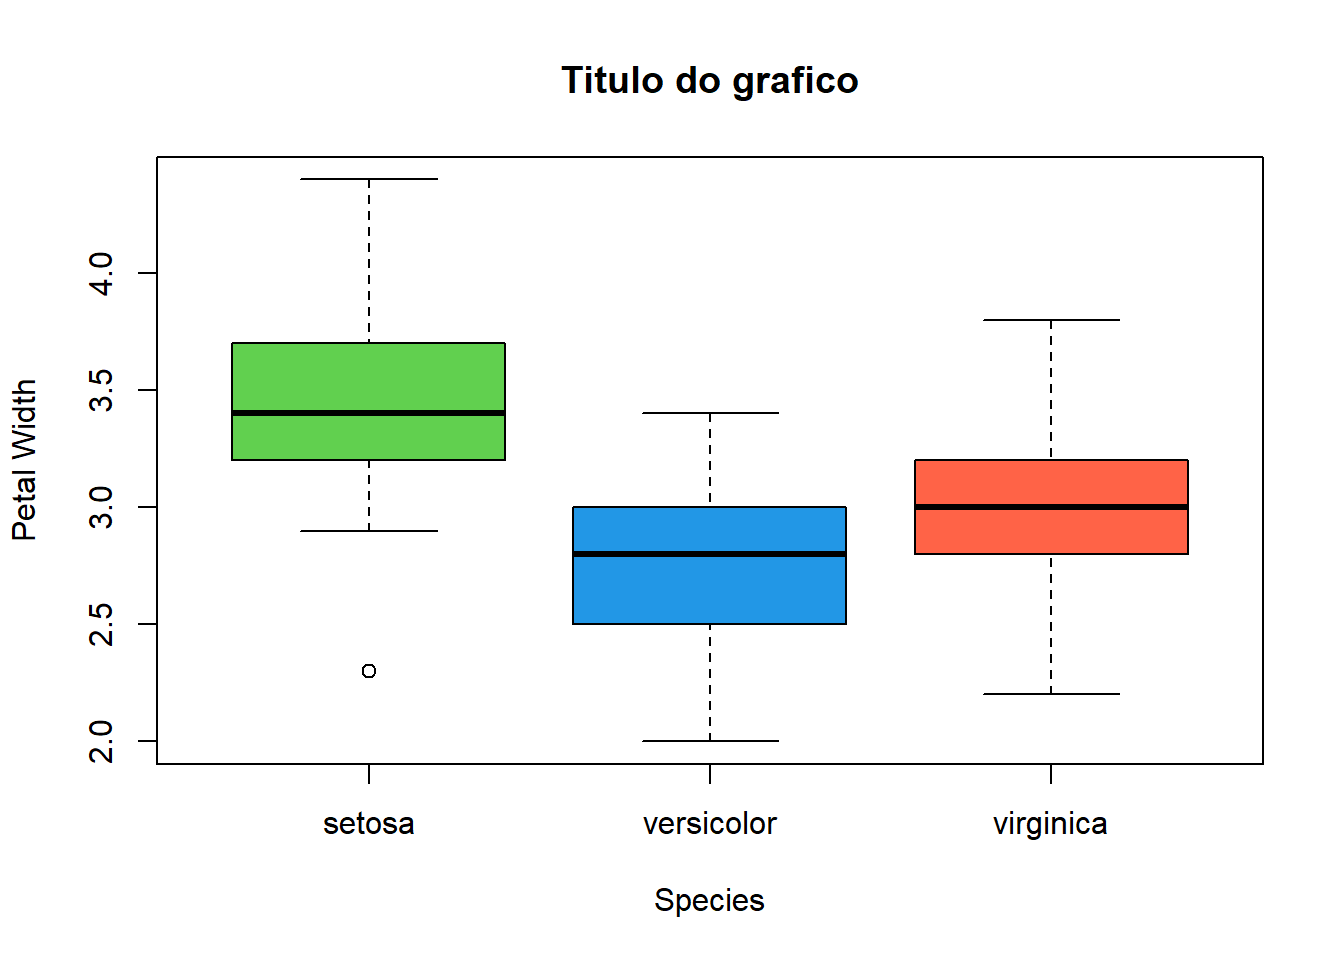 Titulo do grafico
Petal Width
4.0
3.5
3.0
2.5
2.0
setosa versicolor virginica
Species